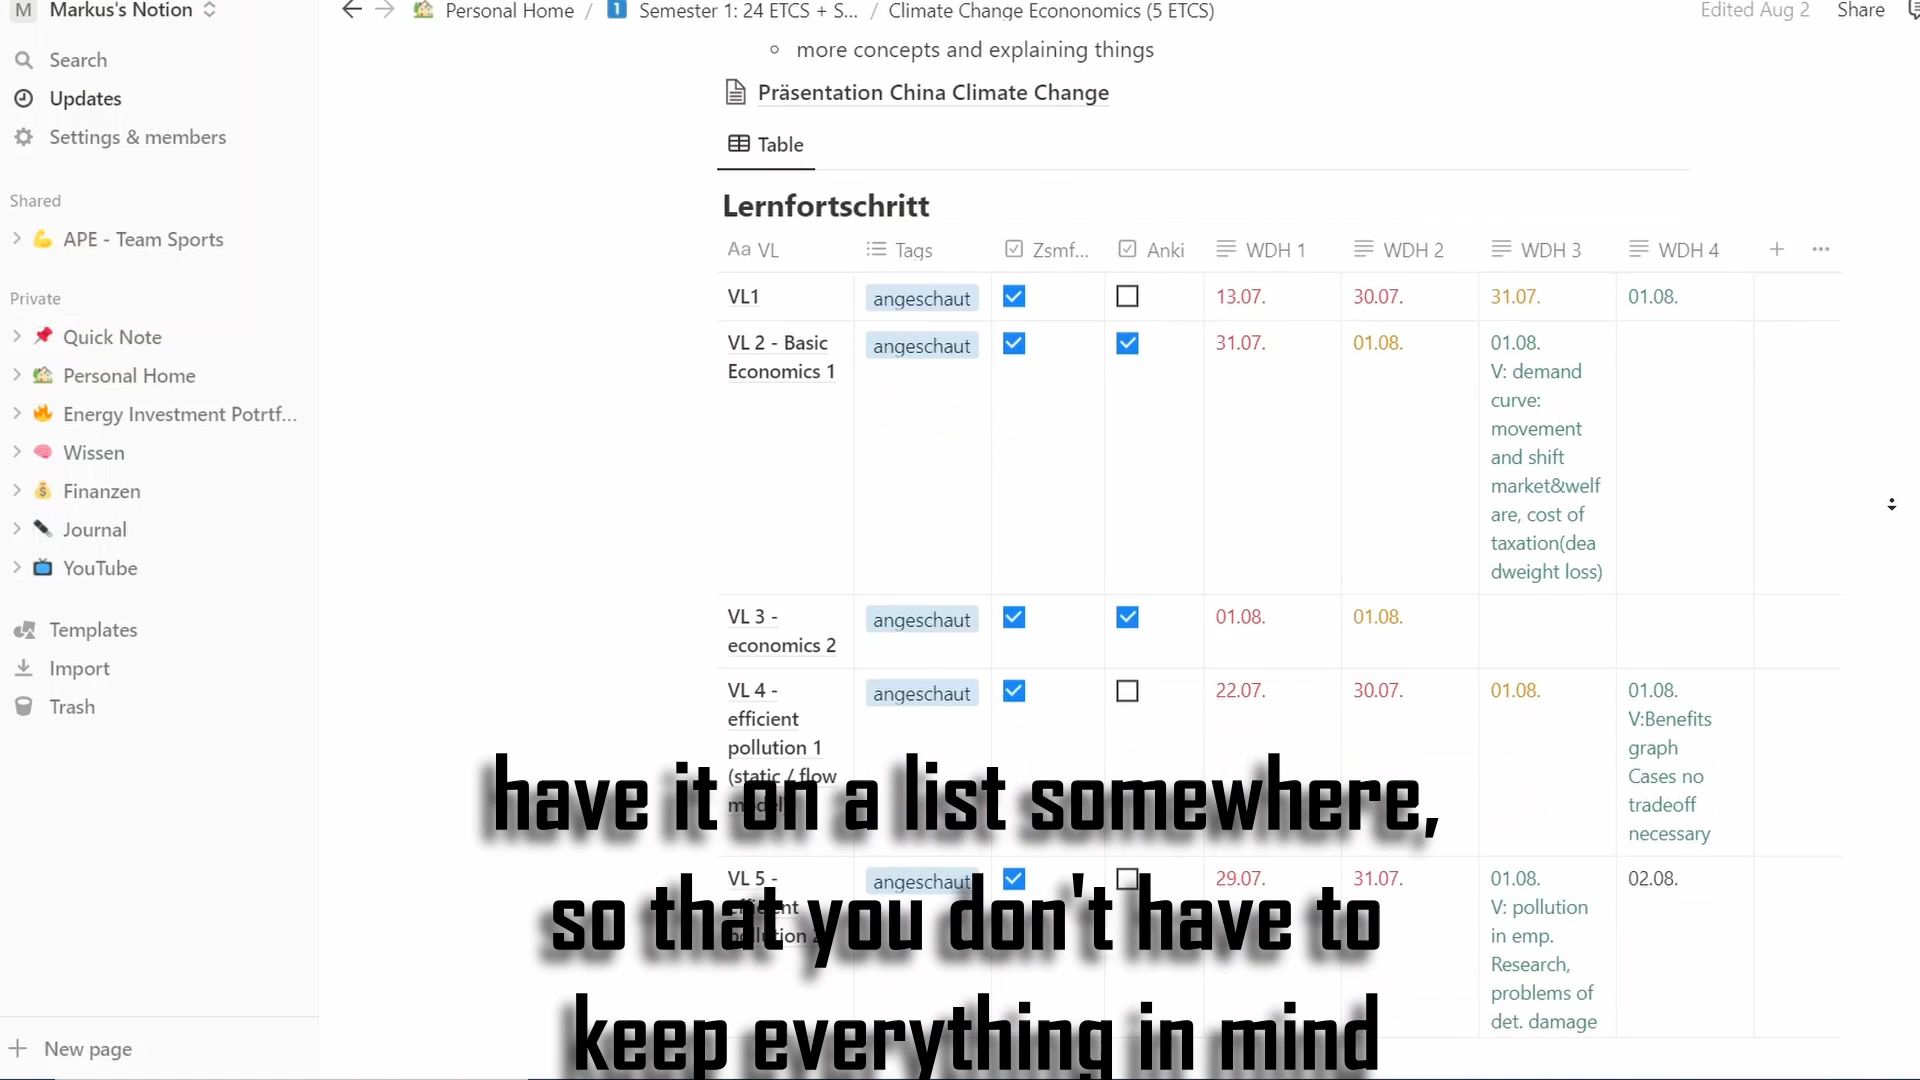 M Markus's Notion
Personal Home / 1 Semester 1: 24 ETCS + S... / Climate Change Econonomics (5 ETCS)
Edited Aug 2 Share
Search
Updates
Settings & members
Shared
APE - Team Sports
Private
Quick Note
Personal Home
Energy Investment Potrtf...
Wissen
Finanzen
Journal
YouTube
Templates
Import
Trash
New page
more concepts and explaining things
Präsentation China Climate Change
Table
Lernfortschritt
Aa VL Tags Zsmf... Anki WDH 1 WDH 2 WDH 3 WDH 4
VL1 angeschaut 13.07. 30.07. 31.07. 01.08.
VL 2 - Basic angeschaut 31.07. 01.08. 01.08.
Economics 1 V: demand
curve:
movement
and shift
market&welf
are, cost of
taxation(dea
dweight loss)
VL 3 - angeschaut 01.08. 01.08.
economics 2
VL 4 - angeschaut 22.07. 30.07. 01.08. 01.08.
efficient V:Benefits
pollution 1 graph
(static / flow Cases no
model) tradeoff
necessary
VL 5 - angeschaut 29.07. 31.07. 01.08. 02.08.
efficient V: pollution
pollution 2 in emp.
Research,
problems of
det. damage
have it on a list somewhere,
so that you don't have to
keep everything in mind